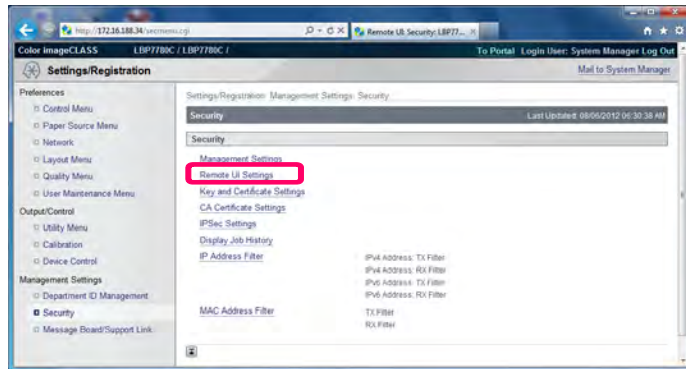 http://172.16.188.34/secmenu.cgi
Remote UI: Security: LBP77...
Color imageCLASS LBP7780C / LBP7780C /
To Portal Login User: System Manager Log Out
Settings/Registration
Mail to System Manager
Preferences
Control Menu
Paper Source Menu
Network
Layout Menu
Quality Menu
User Maintenance Menu
Output/Control
Utility Menu
Calibration
Device Control
Management Settings
Department ID Management
Security
Message Board/Support Link
Settings/Registration: Management Settings: Security
Security
Last Updated: 08/06/2012 06:30:38 AM
Security
Management Settings
Remote UI Settings
Key and Certificate Settings
CA Certificate Settings
IPSec Settings
Display Job History
IP Address Filter
IPv4 Address: TX Filter
IPv4 Address: RX Filter
IPv6 Address: TX Filter
IPv6 Address: RX Filter
MAC Address Filter
TX Filter
RX Filter